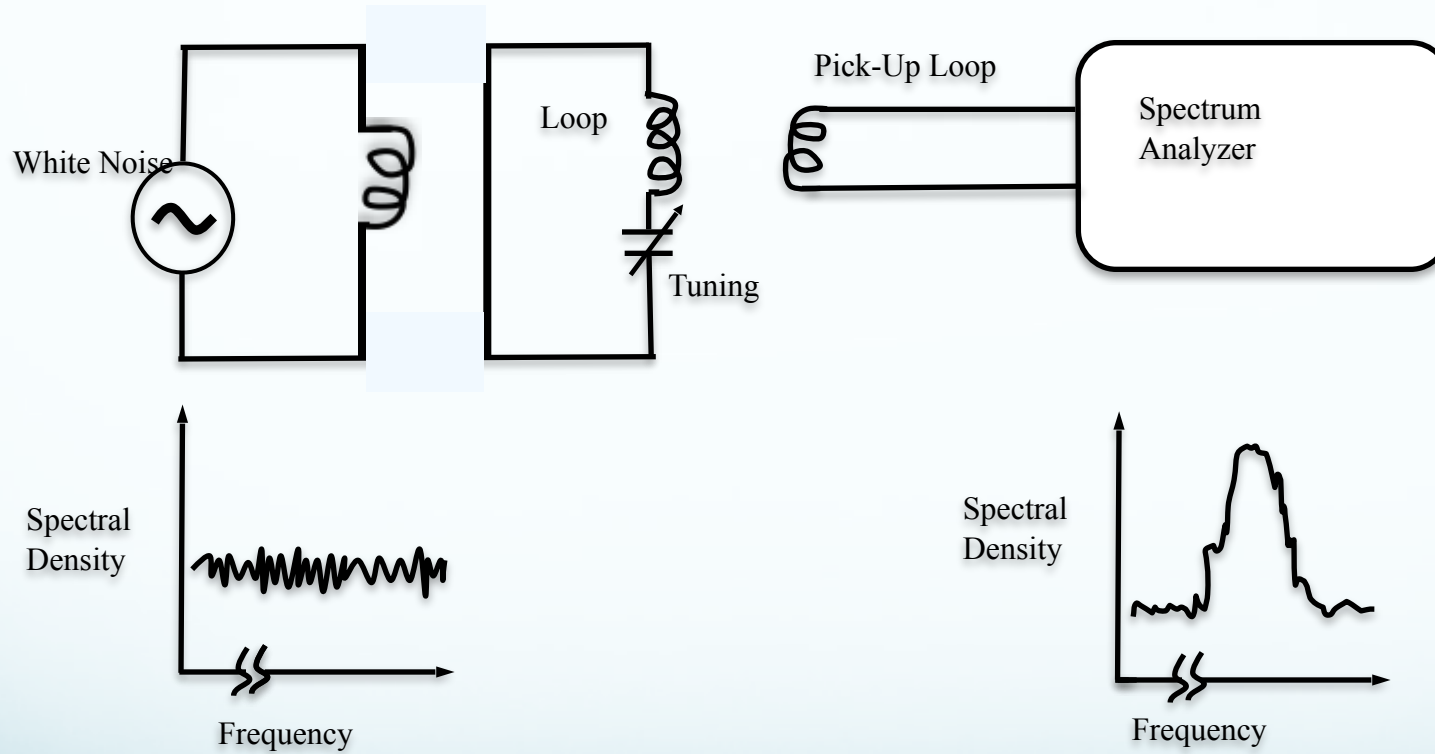 Pick-Up Loop
Loop
Spectrum
Analyzer
White Noise
Tuning
Spectral
Density
Frequency
Spectral
Density
Frequency